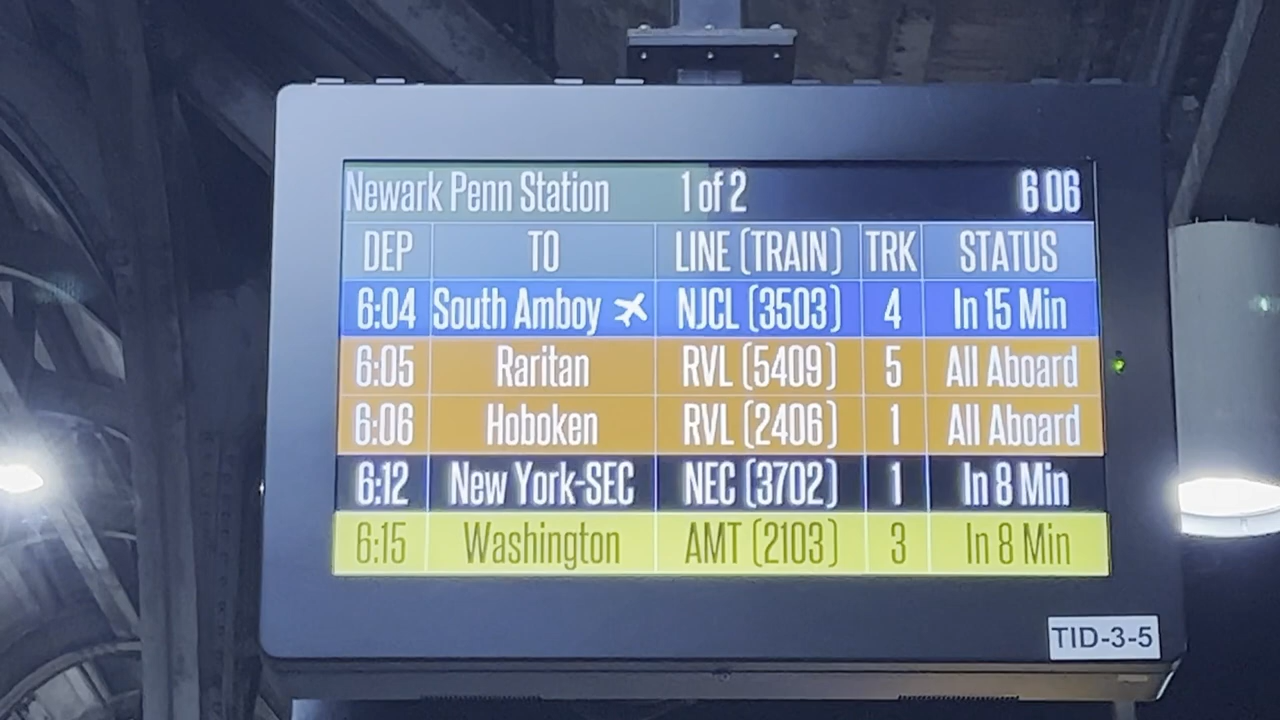 Newark Penn Station 1 of 2 6 06
DEP TO LINE (TRAIN) TRK STATUS
6:04 South Amboy NJCL (3503) 4 In 15 Min
6:05 Raritan RVL (5409) 5 All Aboard
6:06 Hoboken RVL (2406) 1 All Aboard
6:12 New York-SEC NEC (3702) 1 In 8 Min
6:15 Washington AMT (2103) 3 In 8 Min
TID-3-5